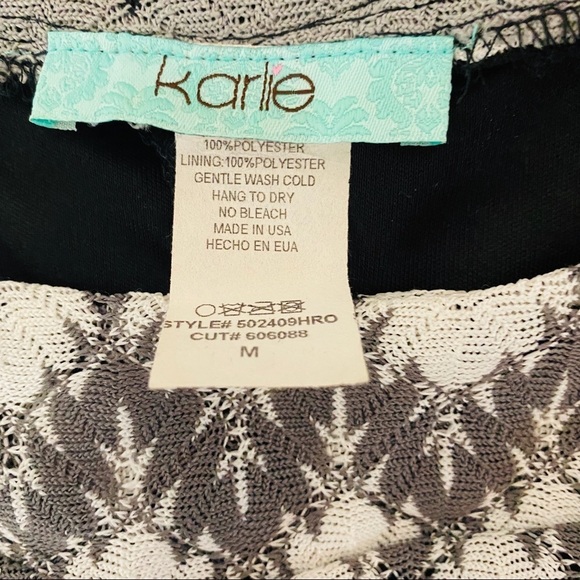 karlie
100%POLYESTER
LINING:100%POLYESTER
GENTLE WASH COLD
HANG TO DRY
NO BLEACH
MADE IN USA
HECHO EN EUA
STYLE# 502409HRO
CUT# 606088
M